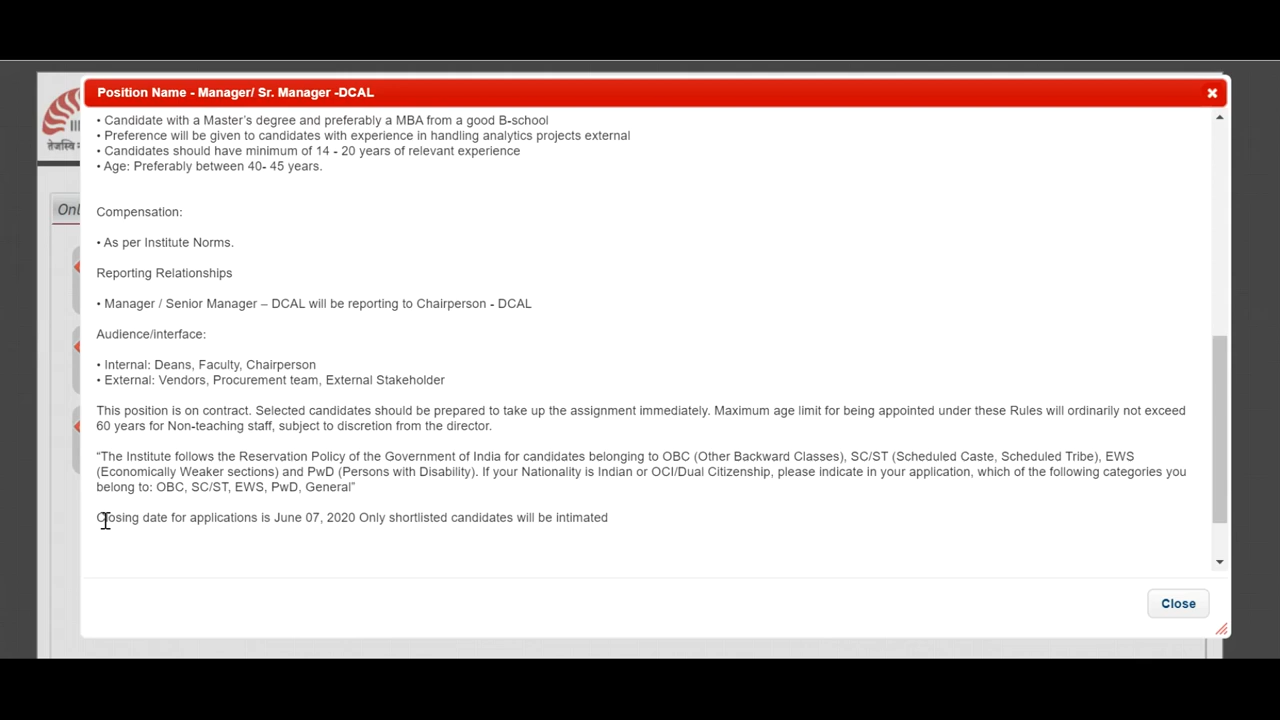 Position Name - Manager/ Sr. Manager -DCAL
• Candidate with a Master's degree and preferably a MBA from a good B-school
• Preference will be given to candidates with experience in handling analytics projects external
• Candidates should have minimum of 14 - 20 years of relevant experience
• Age: Preferably between 40- 45 years.
Compensation:
• As per Institute Norms.
Reporting Relationships
• Manager / Senior Manager – DCAL will be reporting to Chairperson - DCAL
Audience/interface:
• Internal: Deans, Faculty, Chairperson
• External: Vendors, Procurement team, External Stakeholder
This position is on contract. Selected candidates should be prepared to take up the assignment immediately. Maximum age limit for being appointed under these Rules will ordinarily not exceed
60 years for Non-teaching staff, subject to discretion from the director.
“The Institute follows the Reservation Policy of the Government of India for candidates belonging to OBC (Other Backward Classes), SC/ST (Scheduled Caste, Scheduled Tribe), EWS
(Economically Weaker sections) and PwD (Persons with Disability). If your Nationality is Indian or OCI/Dual Citizenship, please indicate in your application, which of the following categories you
belong to: OBC, SC/ST, EWS, PwD, General”
Closing date for applications is June 07, 2020 Only shortlisted candidates will be intimated
Close